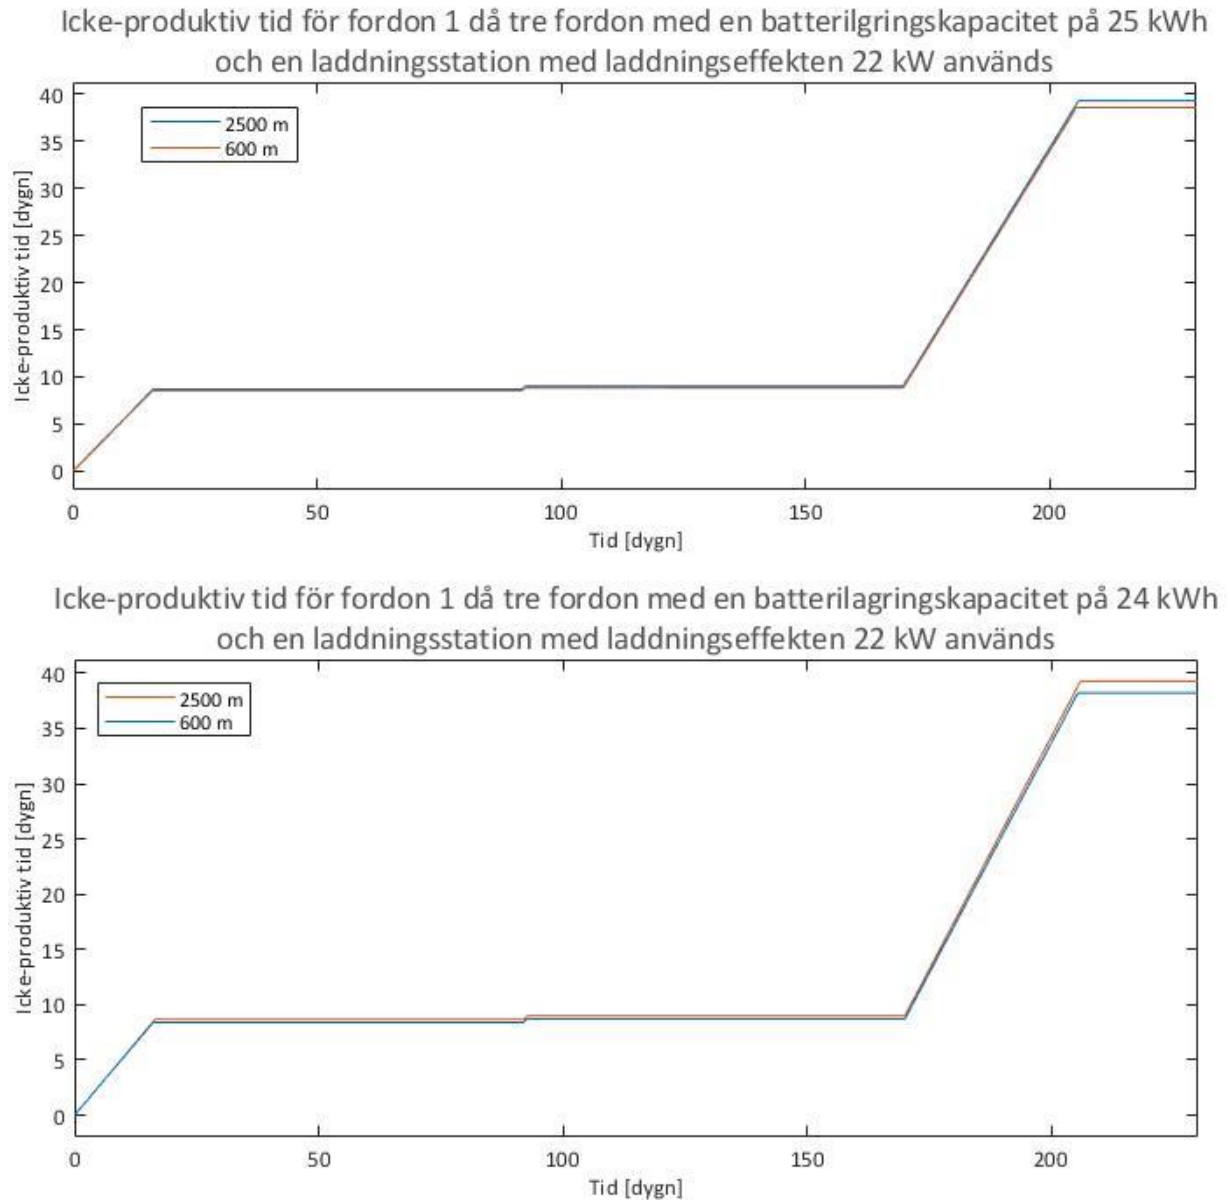 Icke-produktiv tid för fordon 1 då tre fordon med en batterilgringskapacitet på 25 kWh
och en laddningsstation med laddningseffekten 22 kW används
40
35
30
25
20
15
10
5
0
Icke-produktiv tid [dygn]
2500 m
600 m
0 50 100 150 200
Tid [dygn]
Icke-produktiv tid för fordon 1 då tre fordon med en batterilagringskapacitet på 24 kWh
och en laddningsstation med laddningseffekten 22 kW används
40
35
30
25
20
15
10
5
0
Icke-produktiv tid [dygn]
2500 m
600 m
0 50 100 150 200
Tid [dygn]